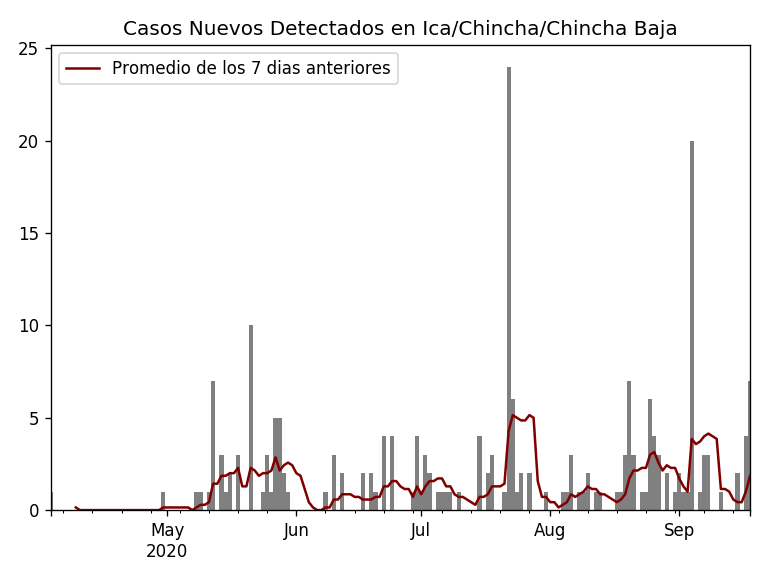 Casos Nuevos Detectados en Ica/Chincha/Chincha Baja
Promedio de los 7 dias anteriores
25
20
15
10
5
0
May Jun Jul Aug Sep
2020